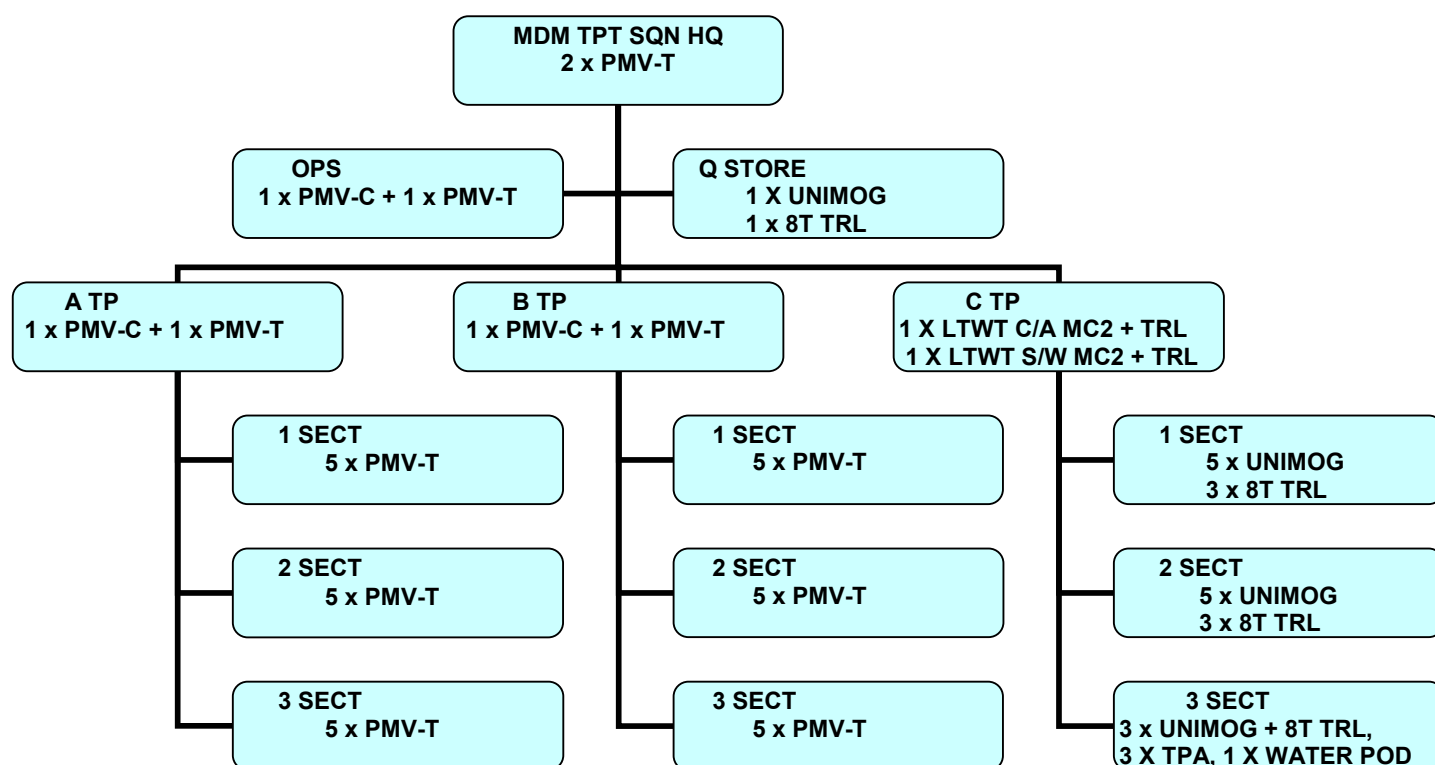 MDM TPT SQN HQ
2 x PMV-T
OPS
1 x PMV-C + 1 x PMV-T
Q STORE
1 X UNIMOG
1 x 8T TRL
A TP
1 x PMV-C + 1 x PMV-T
B TP
1 x PMV-C + 1 x PMV-T
C TP
1 X LTWT C/A MC2 + TRL
1 X LTWT S/W MC2 + TRL
1 SECT
5 x PMV-T
1 SECT
5 x PMV-T
1 SECT
5 x UNIMOG
3 x 8T TRL
2 SECT
5 x PMV-T
2 SECT
5 x PMV-T
2 SECT
5 x UNIMOG
3 x 8T TRL
3 SECT
5 x PMV-T
3 SECT
5 x PMV-T
3 SECT
3 x UNIMOG + 8T TRL,
3 X TPA, 1 X WATER POD